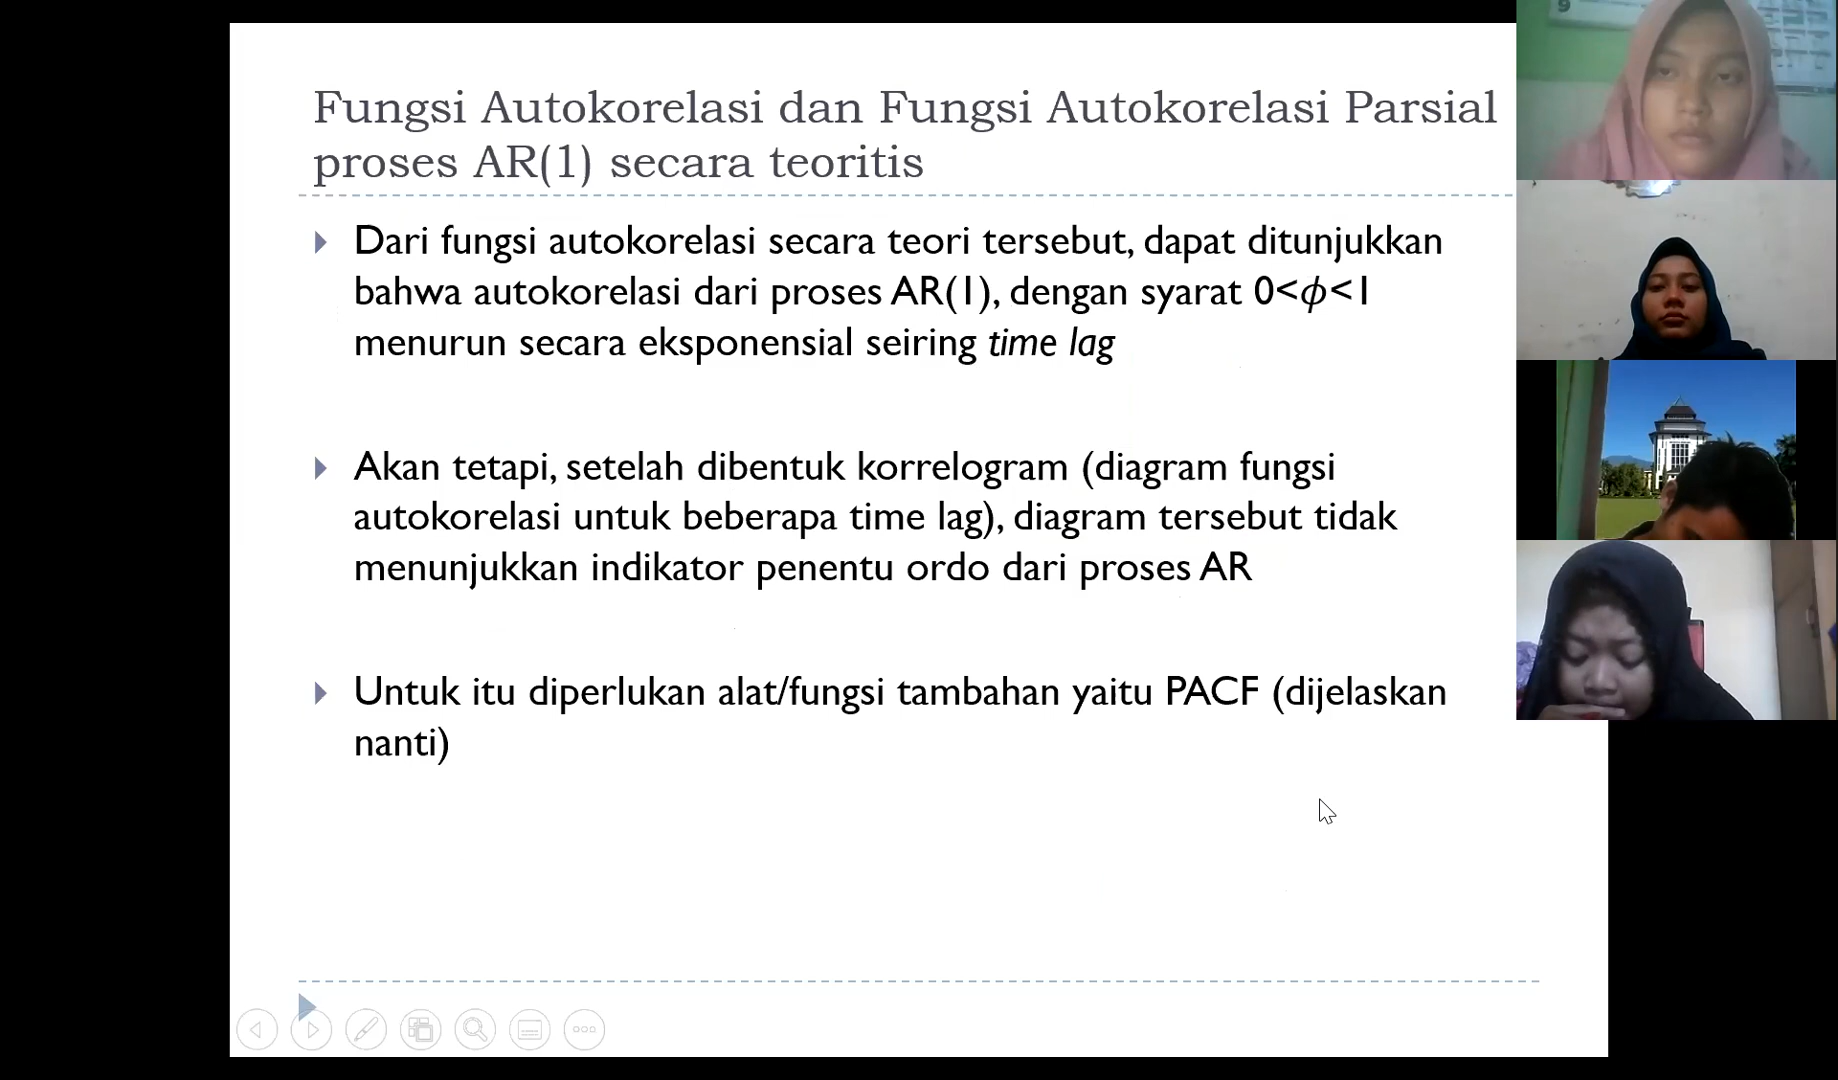 Fungsi Autokorelasi dan Fungsi Autokorelasi Parsial
proses AR(1) secara teoritis
Dari fungsi autokorelasi secara teori tersebut, dapat ditunjukkan
bahwa autokorelasi dari proses AR(1), dengan syarat 0<ϕ<1
menurun secara eksponensial seiring time lag
Akan tetapi, setelah dibentuk korrelogram (diagram fungsi
autokorelasi untuk beberapa time lag), diagram tersebut tidak
menunjukkan indikator penentu ordo dari proses AR
Untuk itu diperlukan alat/fungsi tambahan yaitu PACF (dijelaskan
nanti)
9